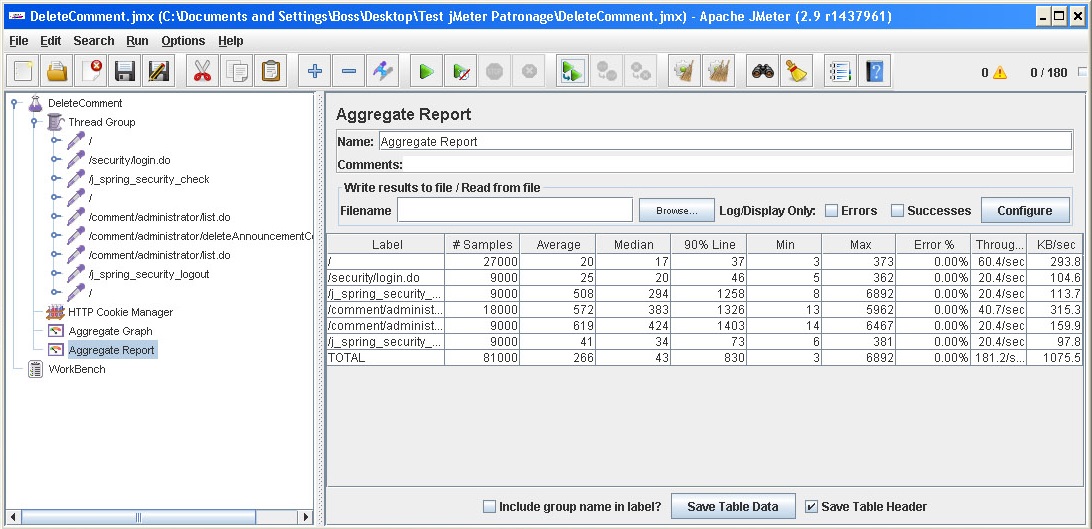 DeleteComment.jmx (C:\Documents and Settings\Boss\Desktop\Test jMeter Patronage\DeleteComment.jmx) - Apache JMeter (2.9 r1437961)
File Edit Search Run Options Help
0 0 / 180
DeleteComment
Thread Group
/
/security/login.do
/j_spring_security_check
/
/comment/administrator/list.do
/comment/administrator/deleteAnnouncementCo
/comment/administrator/list.do
/j_spring_security_logout
/
HTTP Cookie Manager
Aggregate Graph
Aggregate Report
WorkBench
Aggregate Report
Name: Aggregate Report
Comments:
Write results to file / Read from file
Filename Browse... Log/Display Only: Errors Successes Configure
Label # Samples Average Median 90% Line Min Max Error % Throug... KB/sec
/ 27000 20 17 37 3 373 0.00% 60.4/sec 293.8
/security/login.do 9000 25 20 46 5 362 0.00% 20.4/sec 104.6
/j_spring_security_... 9000 508 294 1258 8 6892 0.00% 20.4/sec 113.7
/comment/administ... 18000 572 383 1326 13 5962 0.00% 40.7/sec 315.3
/comment/administ... 9000 619 424 1403 14 6467 0.00% 20.4/sec 159.9
/j_spring_security_... 9000 41 34 73 6 381 0.00% 20.4/sec 97.8
TOTAL 81000 266 43 830 3 6892 0.00% 181.2/s... 1075.5
Include group name in label? Save Table Data Save Table Header